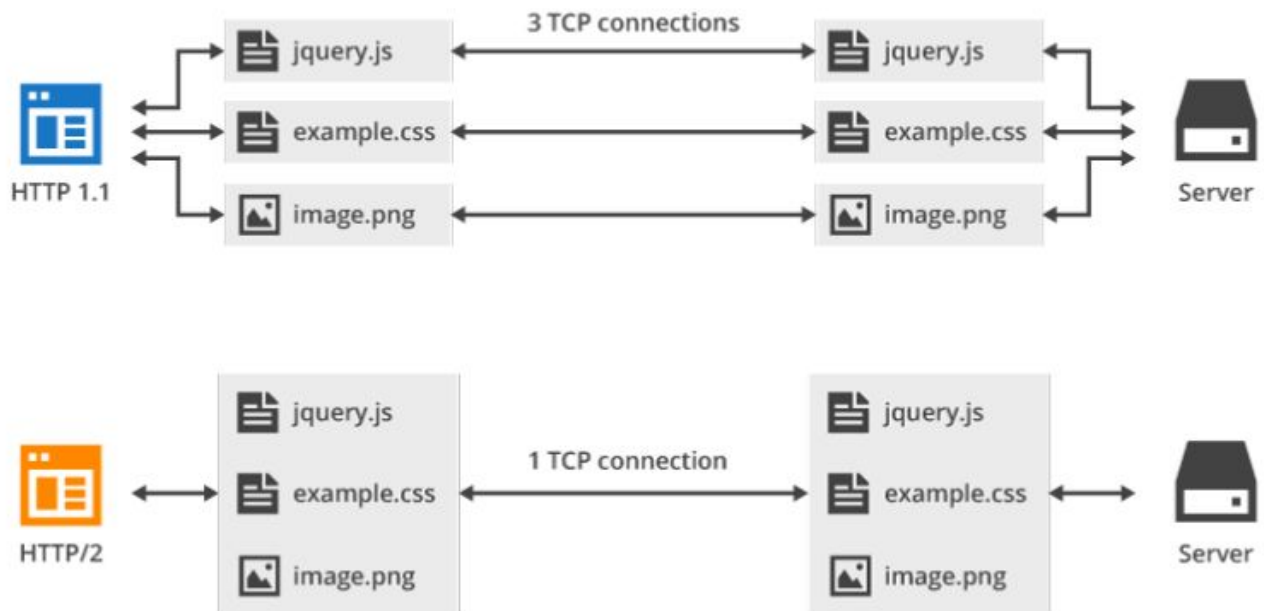 3 TCP connections
jquery.js
jquery.js
example.css
example.css
HTTP 1.1
Server
image.png
image.png
jquery.js
jquery.js
1 TCP connection
example.css
example.css
HTTP/2
Server
image.png
image.png